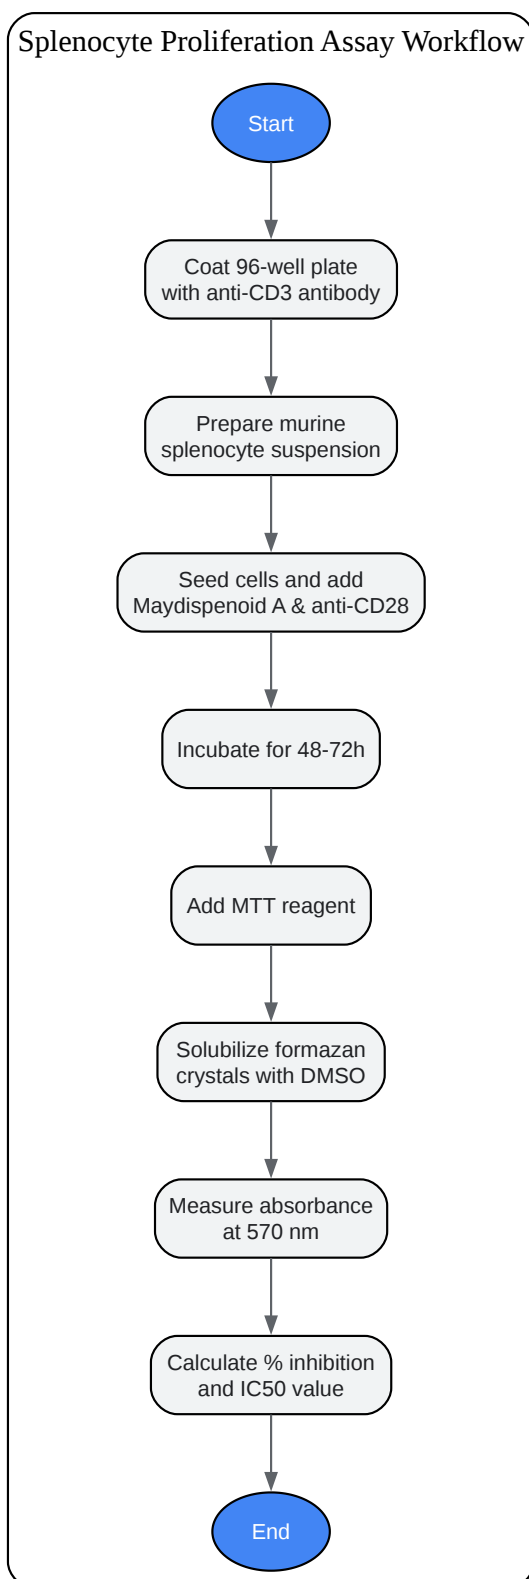 Splenocyte Proliferation Assay Workflow
Start
Coat 96-well plate
with anti-CD3 antibody
Prepare murine
splenocyte suspension
Seed cells and add
Maydispenoid A & anti-CD28
Incubate for 48-72h
Add MTT reagent
Solubilize formazan
crystals with DMSO
Measure absorbance
at 570 nm
Calculate % inhibition
and IC50 value
End